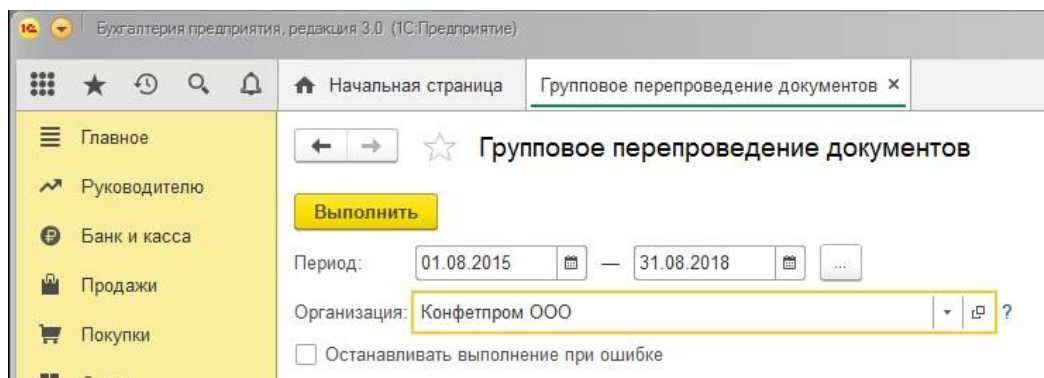 1С Бухгалтерия предприятия, редакция 3.0 (1С:Предприятие)
Начальная страница Групповое перепроведение документов ×
Главное
Групповое перепроведение документов
Руководителю
Выполнить
Банк и касса
Период: 01.08.2015 — 31.08.2018 ...
Продажи
Организация: Конфетпром ООО ?
Покупки
Останавливать выполнение при ошибке